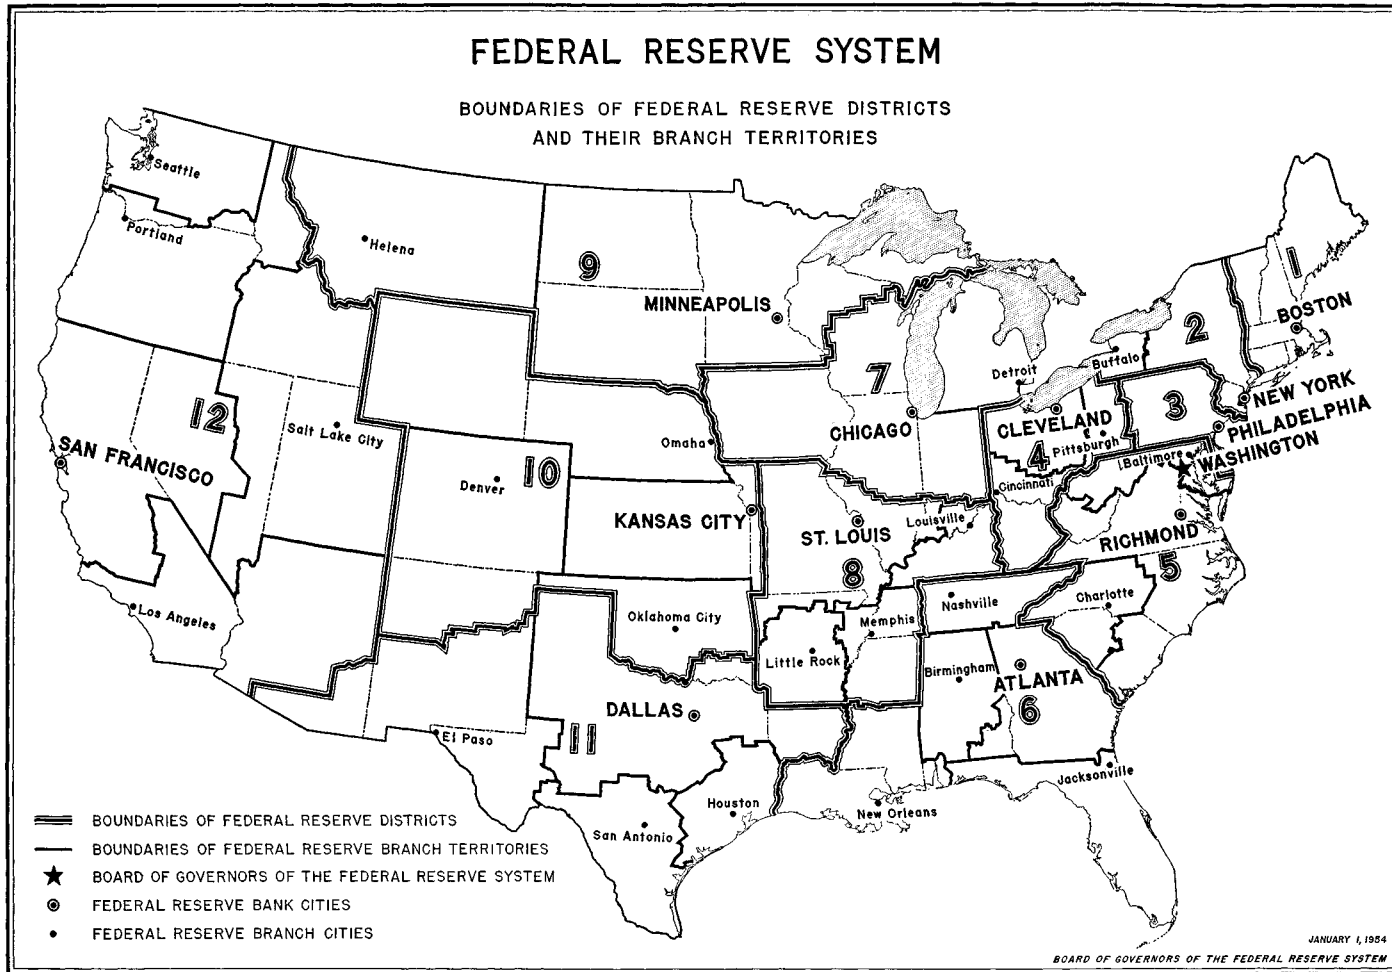 FEDERAL RESERVE SYSTEM
BOUNDARIES OF FEDERAL RESERVE DISTRICTS
AND THEIR BRANCH TERRITORIES
Seattle
Portland
Helena
9
MINNEAPOLIS
1
BOSTON
2
Buffalo
Detroit
7
CHICAGO
NEW YORK
3
PHILADELPHIA
CLEVELAND
4
Pittsburgh
WASHINGTON
Baltimore
Cincinnati
12
SAN FRANCISCO
Salt Lake City
Omaha
10
Denver
KANSAS CITY
ST. LOUIS
Louisville
8
RICHMOND
5
Los Angeles
Oklahoma City
Nashville
Charlotte
Memphis
Little Rock
Birmingham
ATLANTA
6
DALLAS
11
El Paso
Jacksonville
Houston
New Orleans
San Antonio
BOUNDARIES OF FEDERAL RESERVE DISTRICTS
BOUNDARIES OF FEDERAL RESERVE BRANCH TERRITORIES
BOARD OF GOVERNORS OF THE FEDERAL RESERVE SYSTEM
FEDERAL RESERVE BANK CITIES
FEDERAL RESERVE BRANCH CITIES
JANUARY 1, 1954
BOARD OF GOVERNORS OF THE FEDERAL RESERVE SYSTEM